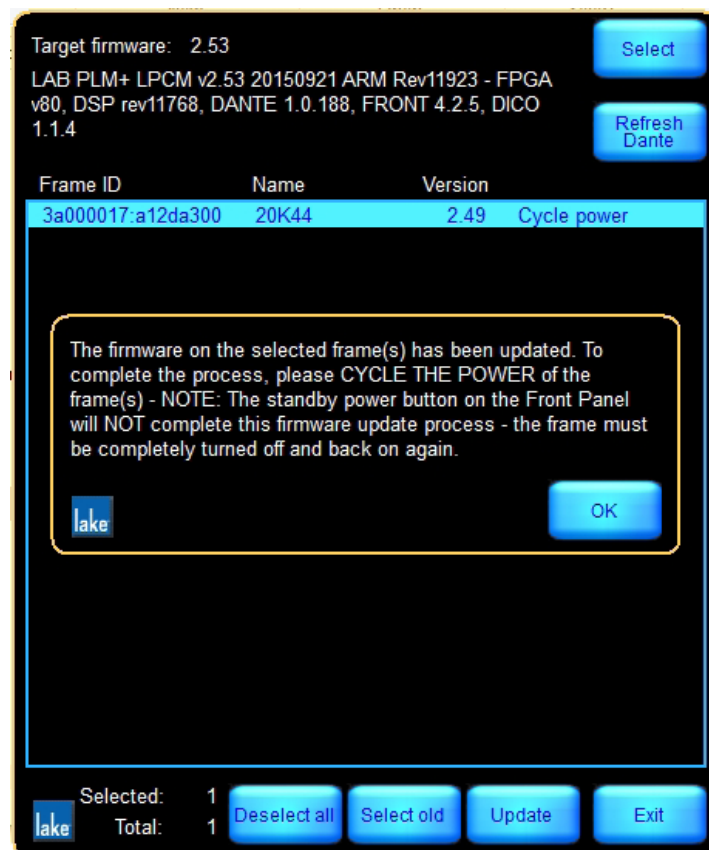 Target firmware: 2.53
Select
LAB PLM+ LPCM v2.53 20150921 ARM Rev11923 - FPGA
v80, DSP rev11768, DANTE 1.0.188, FRONT 4.2.5, DICO
1.1.4
Refresh
Dante
Frame ID Name Version
3a000017:a12da300 20K44 2.49 Cycle power
The firmware on the selected frame(s) has been updated. To
complete the process, please CYCLE THE POWER of the
frame(s) - NOTE: The standby power button on the Front Panel
will NOT complete this firmware update process - the frame must
be completely turned off and back on again.
lake
OK
Selected: 1
Total: 1
lake
Deselect all
Select old
Update
Exit